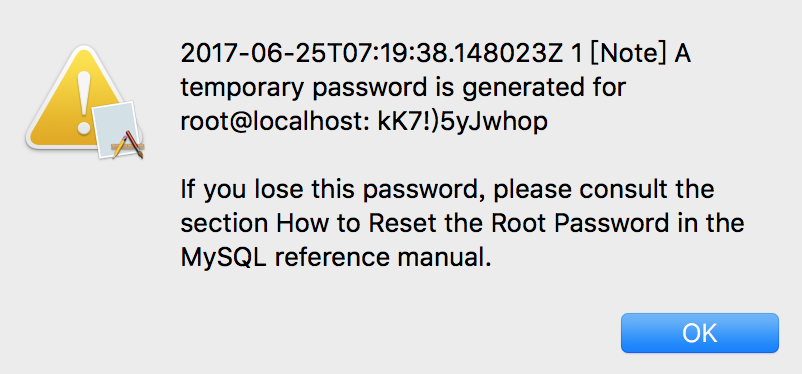 2017-06-25T07:19:38.148023Z 1 [Note] A
temporary password is generated for
root@localhost: kK7!)5yJwhop
If you lose this password, please consult the
section How to Reset the Root Password in the
MySQL reference manual.
OK